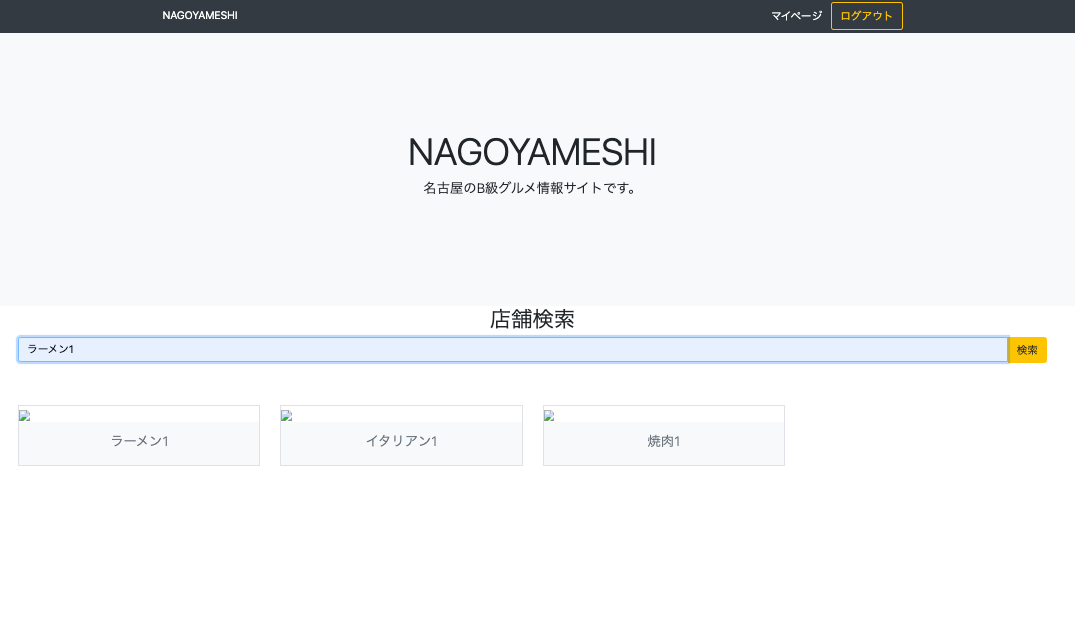 NAGOYAMESHI
マイページ
ログアウト
NAGOYAMESHI
名古屋のB級グルメ情報サイトです。
店舗検索
ラーメン1
検索
ラーメン1
イタリアン1
焼肉1